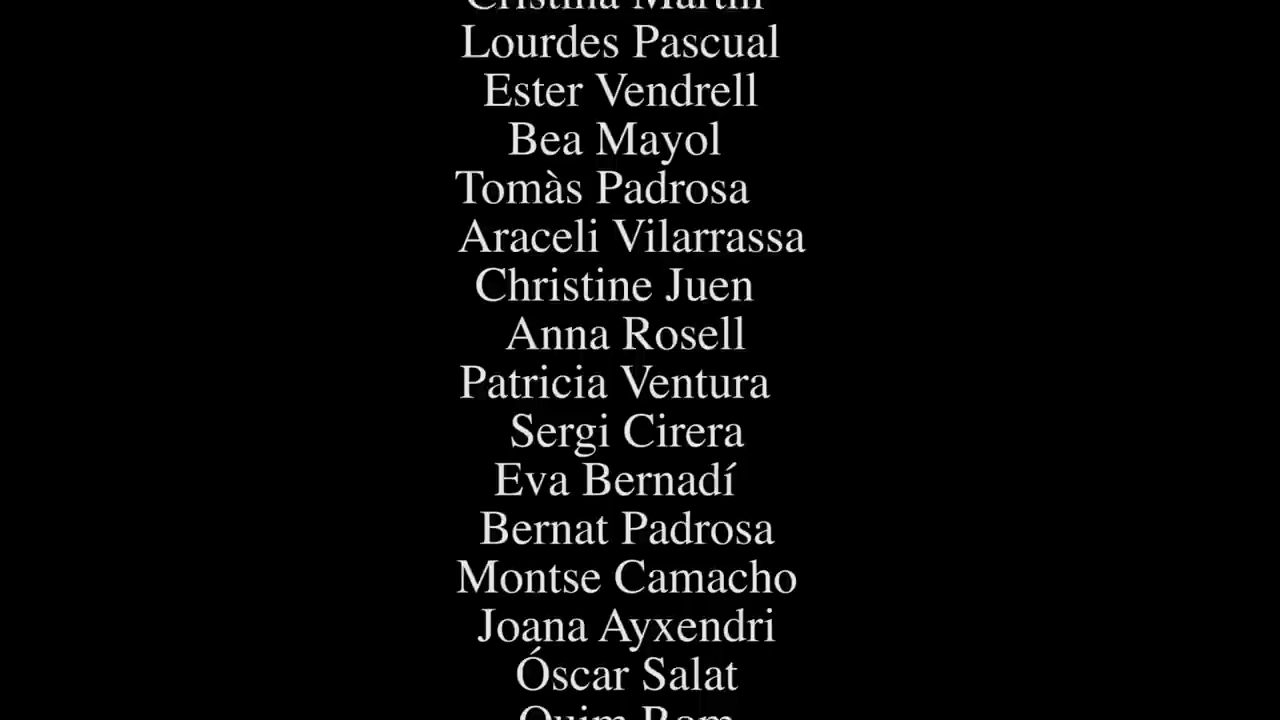 Cristina Martín
Lourdes Pascual
Ester Vendrell
Bea Mayol
Tomàs Padrosa
Araceli Vilarrassa
Christine Juen
Anna Rosell
Patricia Ventura
Sergi Cirera
Eva Bernadí
Bernat Padrosa
Montse Camacho
Joana Ayxendri
Óscar Salat
Quim